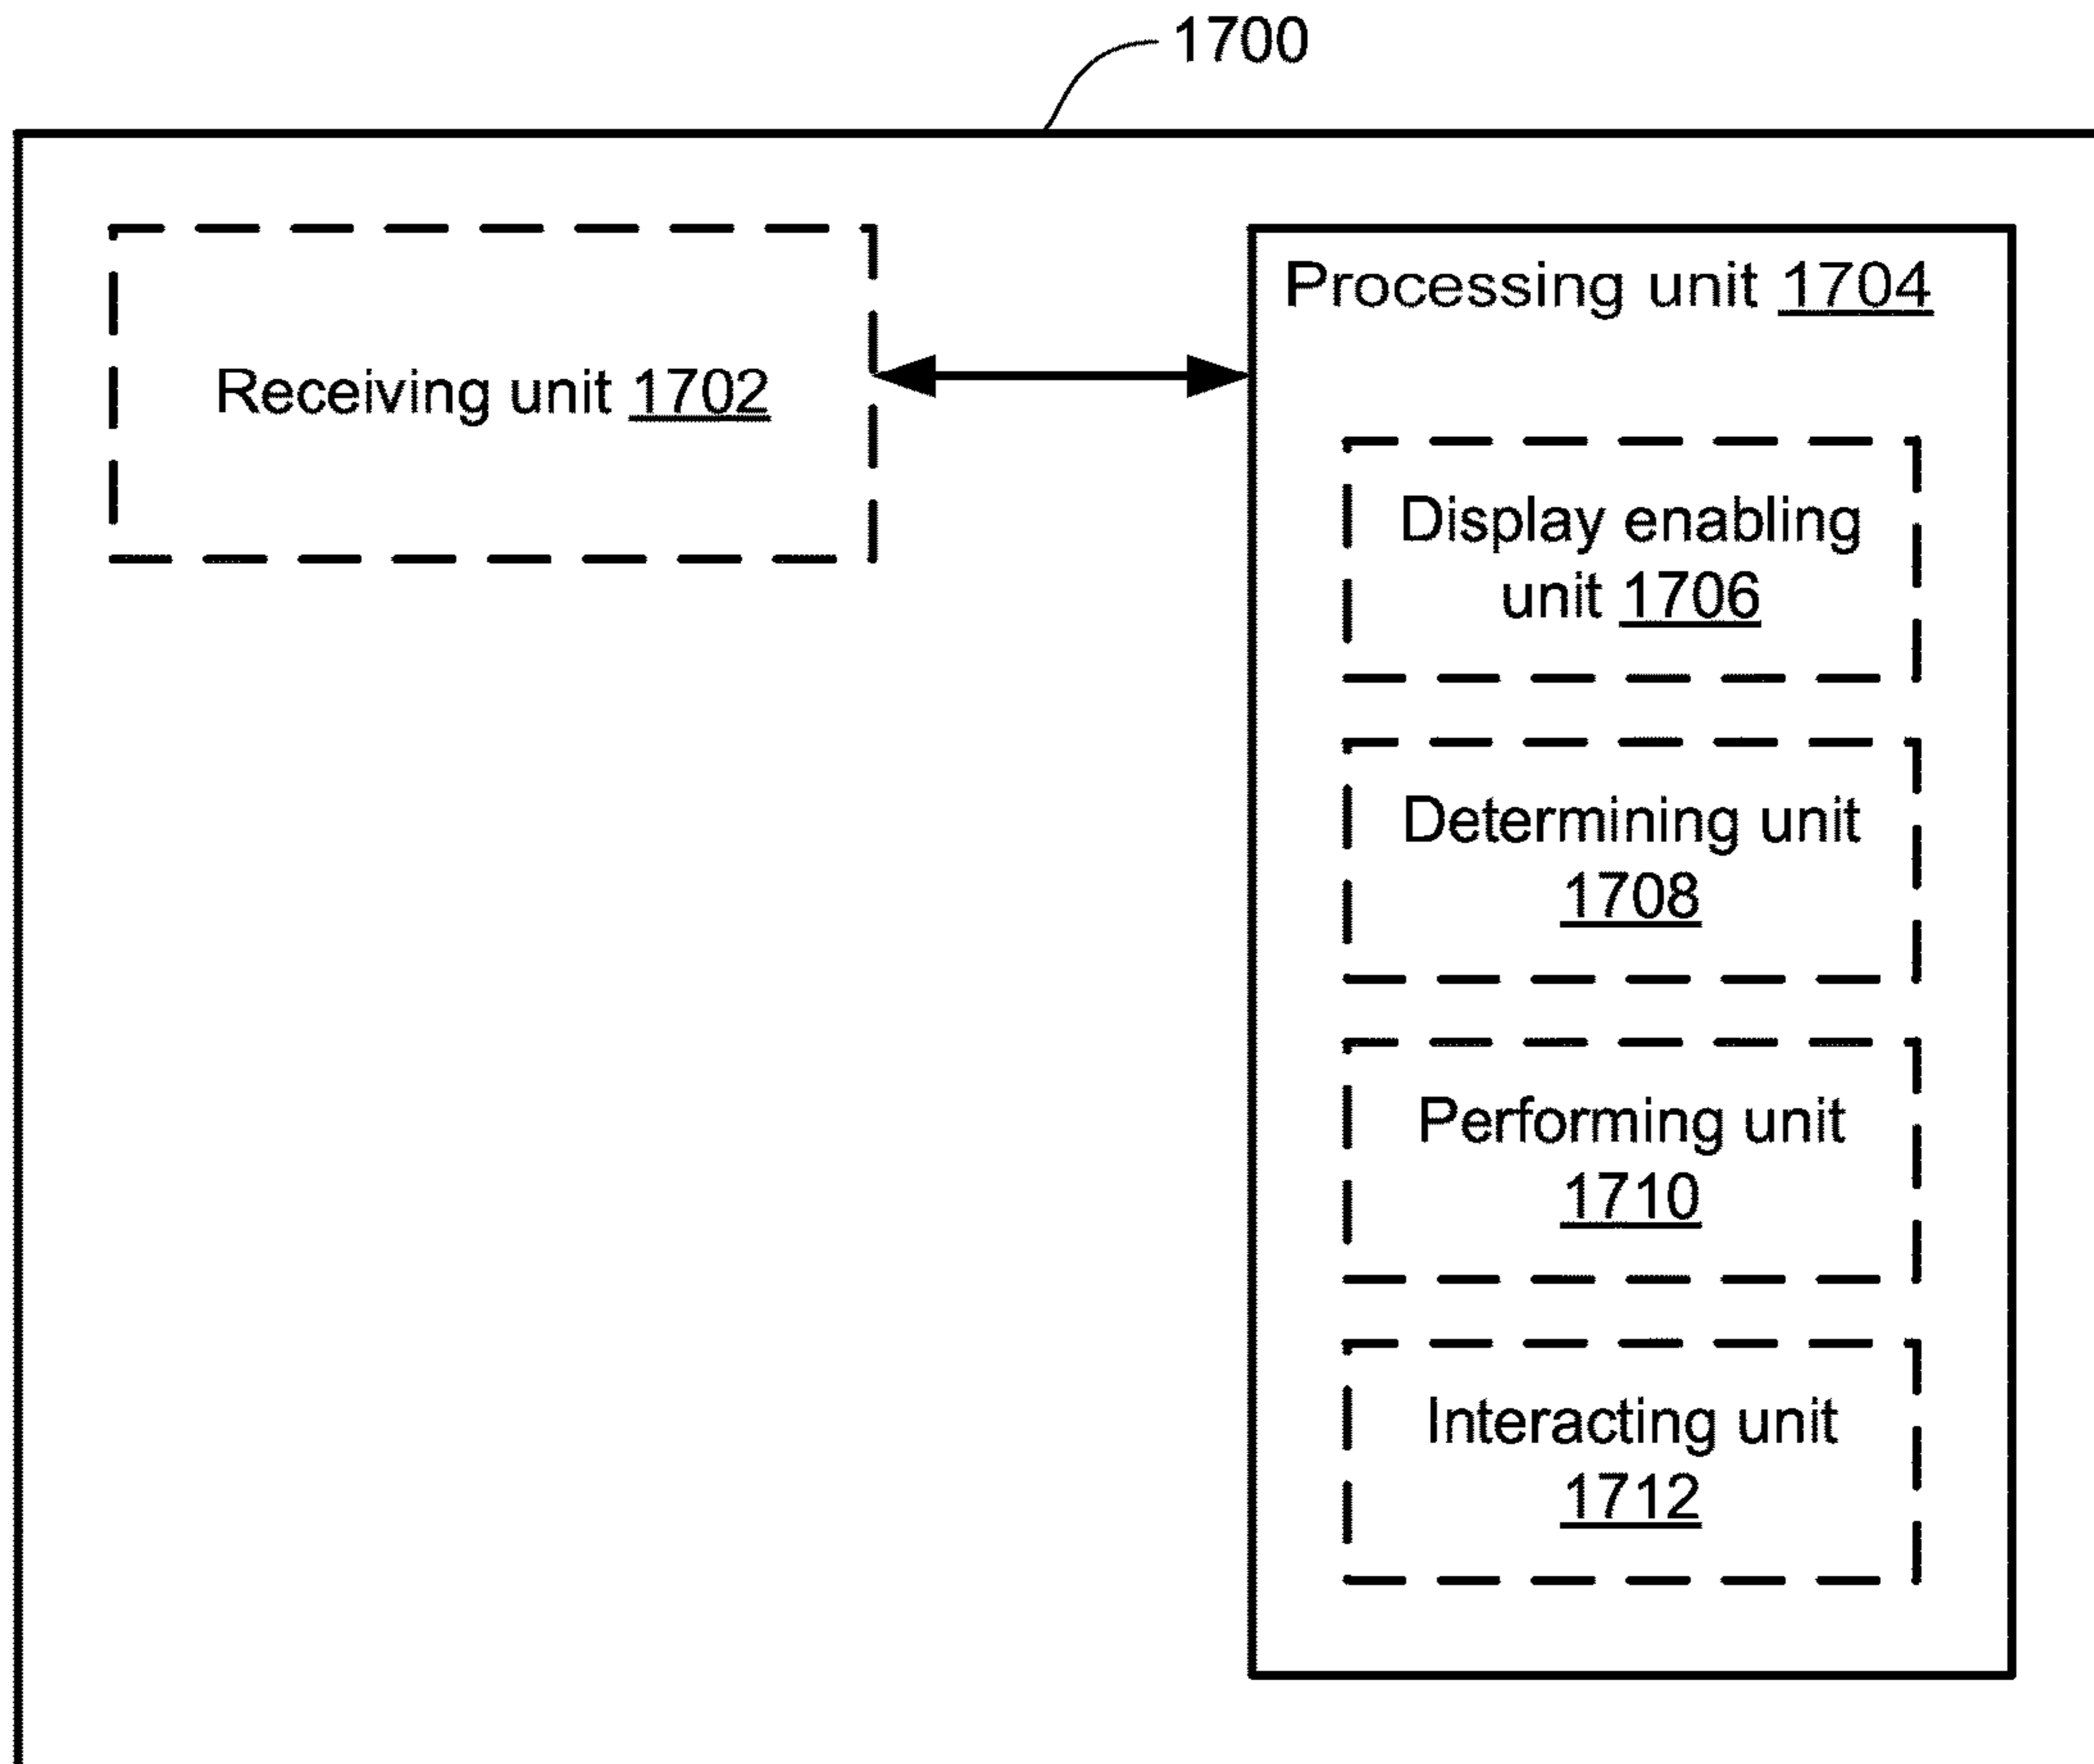 1700
Receiving unit 1702
Processing unit 1704
Display enabling
unit 1706
Determining unit
1708
Performing unit
1710
Interacting unit
1712